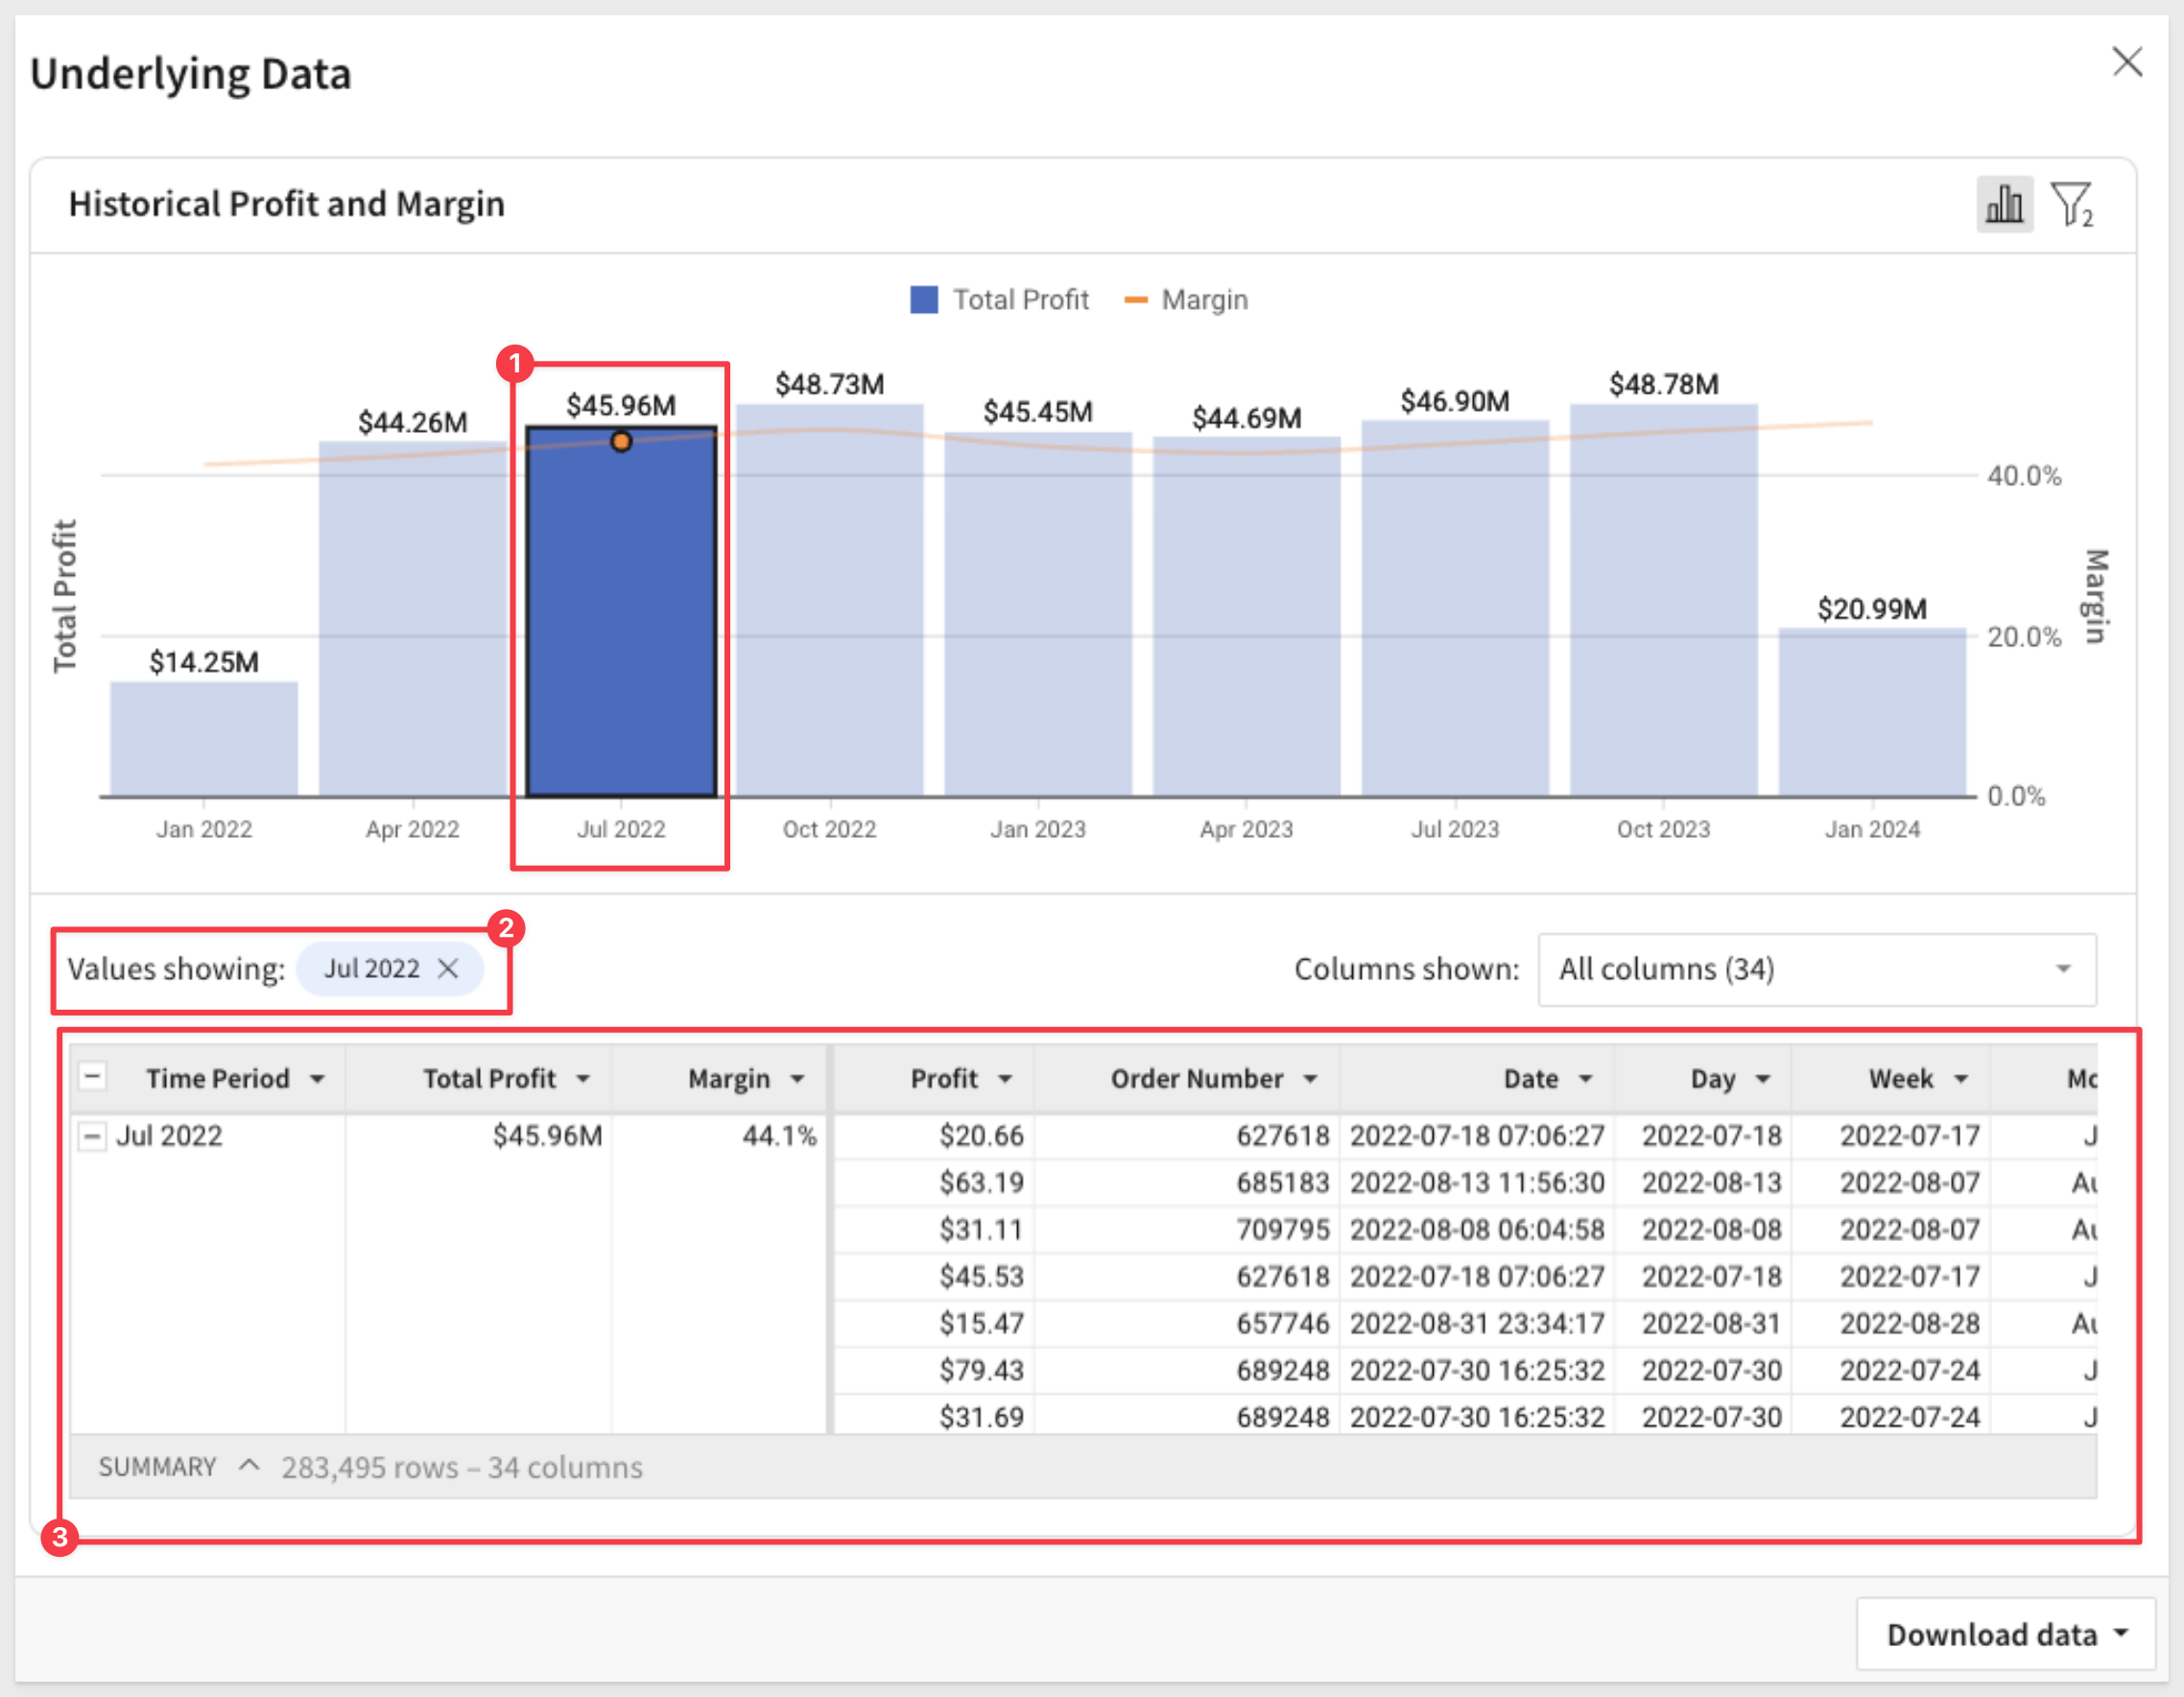 Underlying Data
Historical Profit and Margin
2
Total Profit
Margin
1
$14.25M
$44.26M
$45.96M
$48.73M
$45.45M
$44.69M
$46.90M
$48.78M
$20.99M
Total Profit
40.0%
20.0%
0.0%
Margin
Jan 2022
Apr 2022
Jul 2022
Oct 2022
Jan 2023
Apr 2023
Jul 2023
Oct 2023
Jan 2024
2
Values showing: Jul 2022
Columns shown: All columns (34)
Time Period Total Profit Margin Profit Order Number Date Day Week Mo
Jul 2022 $45.96M 44.1% $20.66 627618 2022-07-18 07:06:27 2022-07-18 2022-07-17 J
$63.19 685183 2022-08-13 11:56:30 2022-08-13 2022-08-07 Au
$31.11 709795 2022-08-08 06:04:58 2022-08-08 2022-08-07 Au
$45.53 627618 2022-07-18 07:06:27 2022-07-18 2022-07-17 J
$15.47 657746 2022-08-31 23:34:17 2022-08-31 2022-08-28 Au
$79.43 689248 2022-07-30 16:25:32 2022-07-30 2022-07-24 J
$31.69 689248 2022-07-30 16:25:32 2022-07-30 2022-07-24 J
SUMMARY 283,495 rows – 34 columns
3
Download data